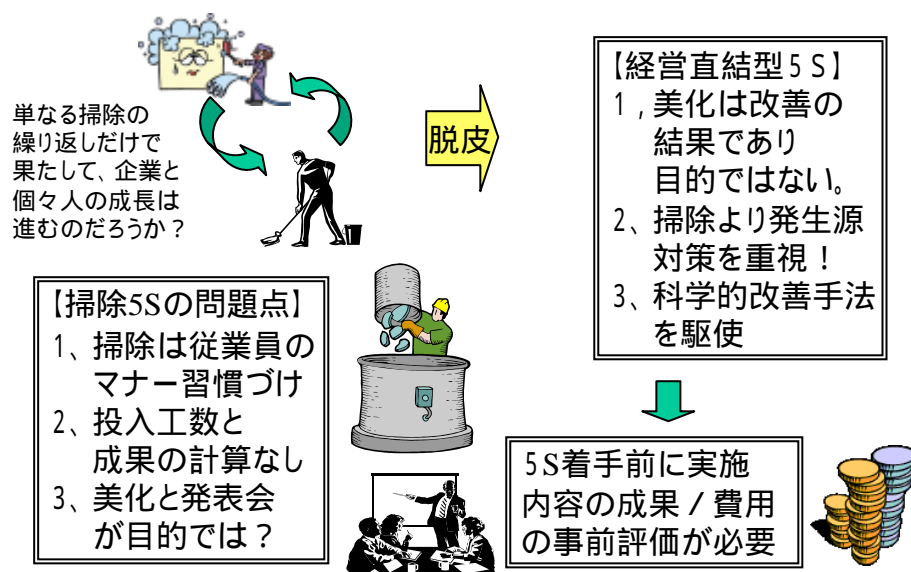 単なる掃除の
繰り返しだけで
果たして、企業と
個々人の成長は
進むのだろうか？
脱皮
【経営直結型５Ｓ】
１,美化は改善の
結果であり
目的ではない。
２、掃除より発生源
対策を重視！
３、科学的改善手法
を駆使
【掃除5Sの問題点】
１、掃除は従業員の
マナー習慣づけ
２、投入工数と
成果の計算なし
３、美化と発表会
が目的では？
５Ｓ着手前に実施
内容の成果／費用
の事前評価が必要